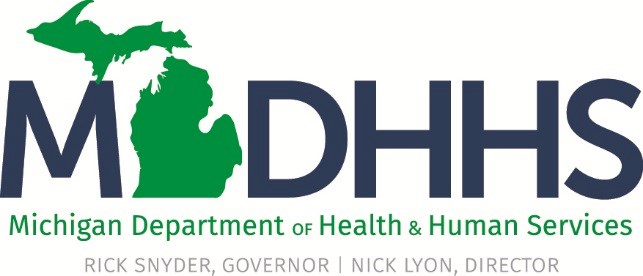 MDHHS
Michigan Department OF Health & Human Services
RICK SNYDER, GOVERNOR | NICK LYON, DIRECTOR